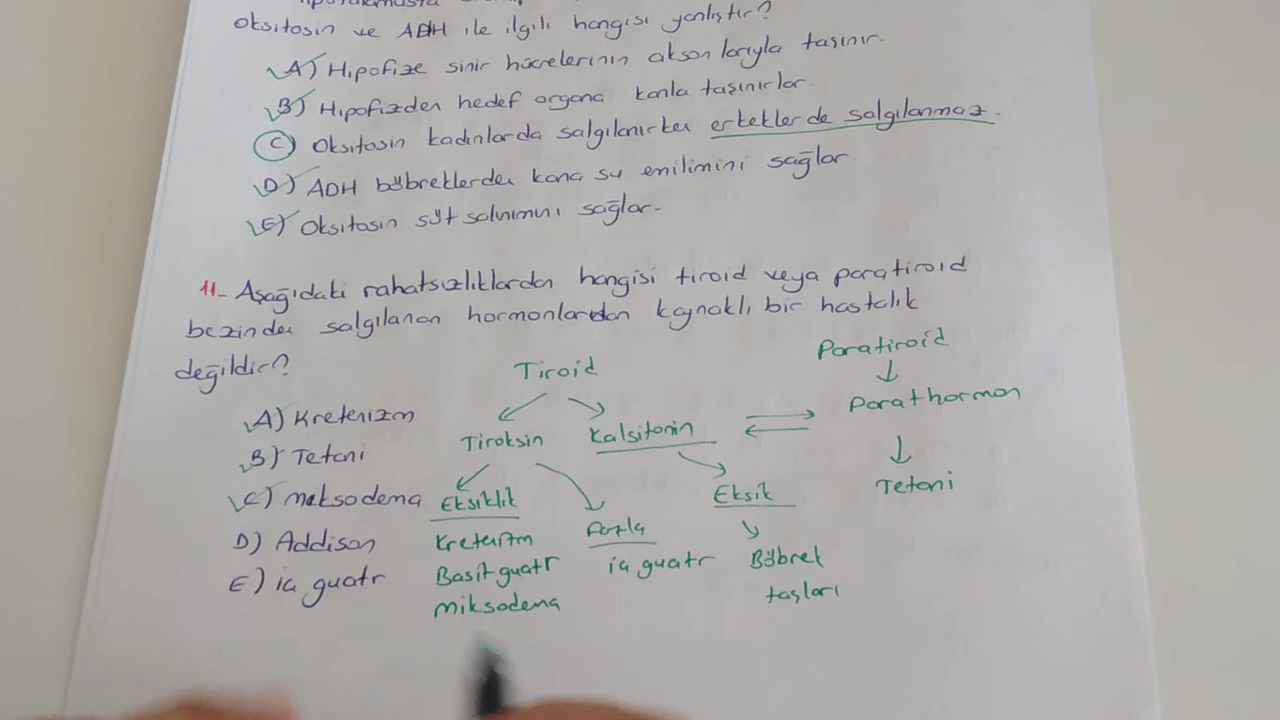 Oksitosin ve ADH ile ilgili hangisi yanlıştır?
A) Hipofize sinir hücrelerinin aksonlarıyla taşınır.
B) Hipofizden hedef organa kanla taşınırlar.
C) Oksitosin kadınlarda salgılanırken erkeklerde salgılanmaz.
D) ADH böbreklerden kana su emilimini sağlar
E) Oksitosin süt salınımını sağlar.
11- Aşağıdaki rahatsızlıklardan hangisi tiroid veya paratiroid
bezinden salgılanan hormonlardan kaynaklı bir hastalık
değildir?
A) Kretenizm
B) Tetani
C) meksodema
D) Addison
E) iç guatr
Tiroid
Tiroksin Kalsitonin
Eksiklik
Kretenizm
Basit guatr
miksodema
Fazla
iç guatr
Eksik
Böbrek
taşları
Paratiroid
Parathormon
Tetani